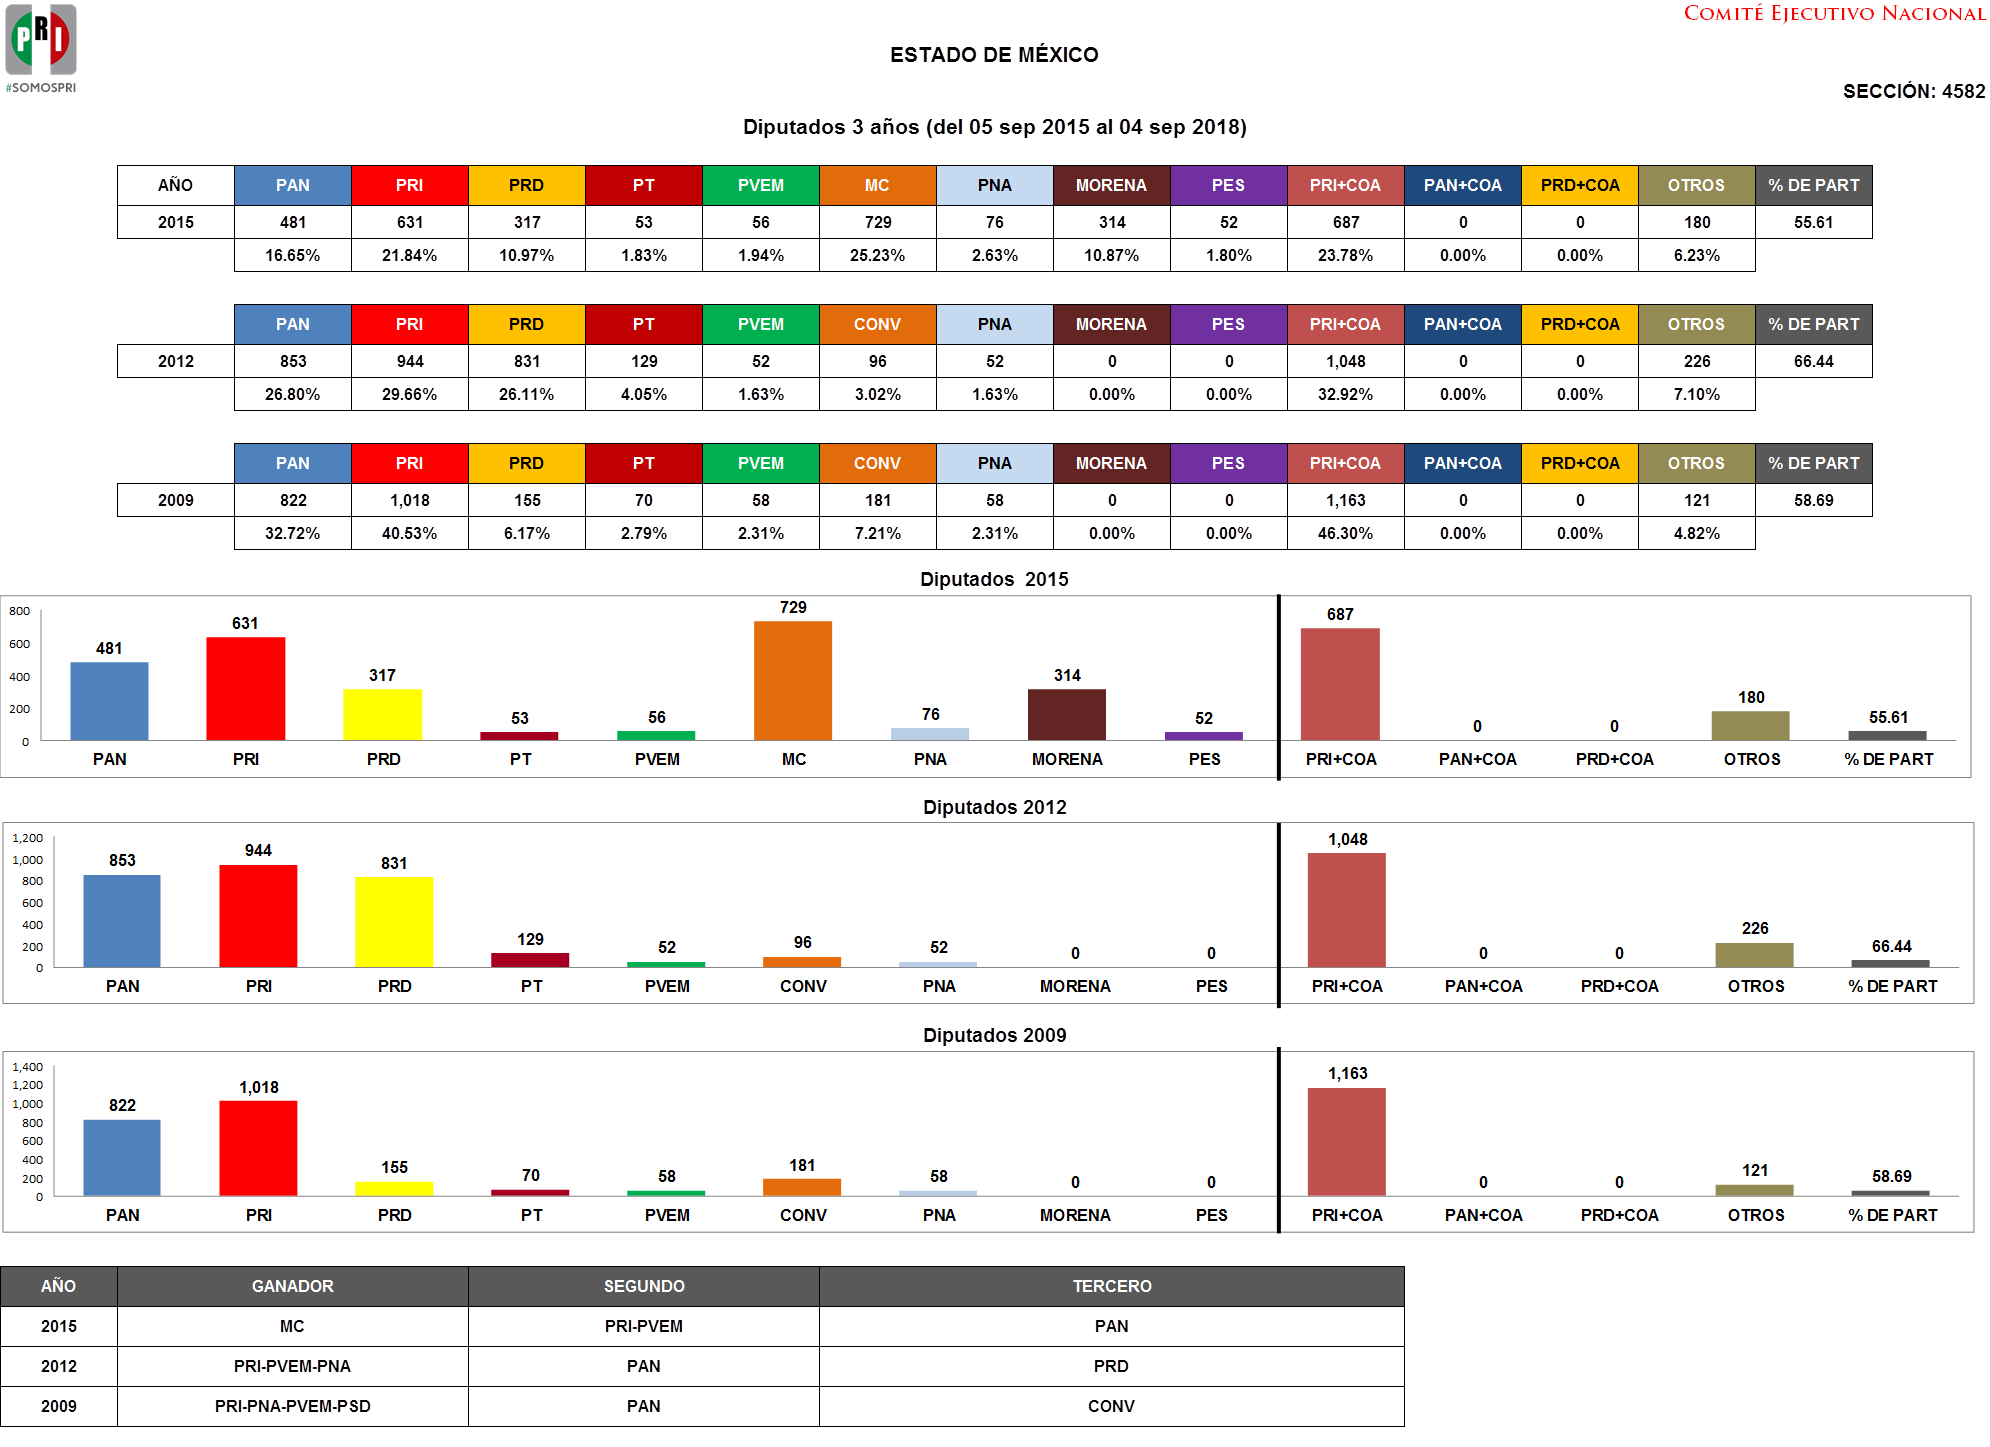 PRI
#SOMOSPRI
COMITÉ EJECUTIVO NACIONAL
ESTADO DE MÉXICO
SECCIÓN: 4582
Diputados 3 años (del 05 sep 2015 al 04 sep 2018)
AÑO PAN PRI PRD PT PVEM MC PNA MORENA PES PRI+COA PAN+COA PRD+COA OTROS % DE PART
2015 481 631 317 53 56 729 76 314 52 687 0 0 180 55.61
16.65% 21.84% 10.97% 1.83% 1.94% 25.23% 2.63% 10.87% 1.80% 23.78% 0.00% 0.00% 6.23%
PAN PRI PRD PT PVEM CONV PNA MORENA PES PRI+COA PAN+COA PRD+COA OTROS % DE PART
2012 853 944 831 129 52 96 52 0 0 1,048 0 0 226 66.44
26.80% 29.66% 26.11% 4.05% 1.63% 3.02% 1.63% 0.00% 0.00% 32.92% 0.00% 0.00% 7.10%
PAN PRI PRD PT PVEM CONV PNA MORENA PES PRI+COA PAN+COA PRD+COA OTROS % DE PART
2009 822 1,018 155 70 58 181 58 0 0 1,163 0 0 121 58.69
32.72% 40.53% 6.17% 2.79% 2.31% 7.21% 2.31% 0.00% 0.00% 46.30% 0.00% 0.00% 4.82%
Diputados 2015
800
600
400
200
0
481 631 317 53 56 729 76 314 52 687 0 0 180 55.61
PAN PRI PRD PT PVEM MC PNA MORENA PES PRI+COA PAN+COA PRD+COA OTROS % DE PART
Diputados 2012
1,200
1,000
800
600
400
200
0
853 944 831 129 52 96 52 0 0 1,048 0 0 226 66.44
PAN PRI PRD PT PVEM CONV PNA MORENA PES PRI+COA PAN+COA PRD+COA OTROS % DE PART
Diputados 2009
1,400
1,200
1,000
800
600
400
200
0
822 1,018 155 70 58 181 58 0 0 1,163 0 0 121 58.69
PAN PRI PRD PT PVEM CONV PNA MORENA PES PRI+COA PAN+COA PRD+COA OTROS % DE PART
AÑO GANADOR SEGUNDO TERCERO
2015 MC PRI-PVEM PAN
2012 PRI-PVEM-PNA PAN PRD
2009 PRI-PNA-PVEM-PSD PAN CONV